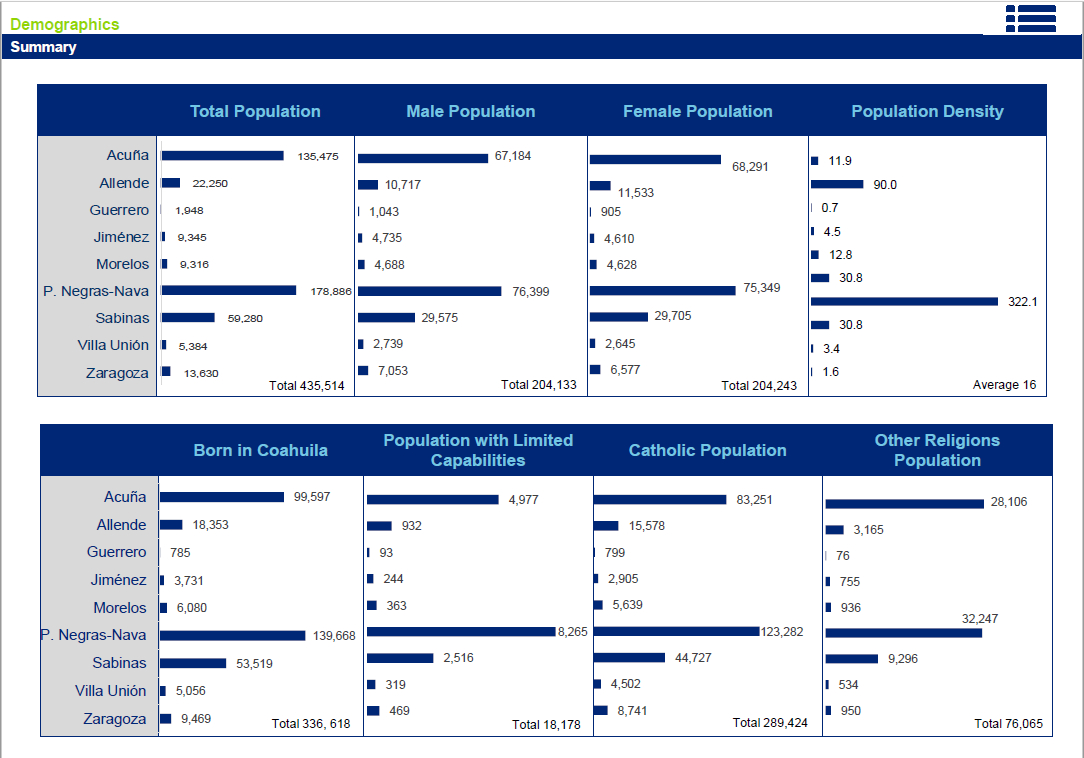 Demographics
Summary
Total Population Male Population Female Population Population Density
Acuña 135,475 67,184 68,291 11.9
Allende 22,250 10,717 11,533 90.0
Guerrero 1,948 1,043 905 0.7
Jiménez 9,345 4,735 4,610 4.5
Morelos 9,316 4,688 4,628 12.8
P. Negras-Nava 178,886 76,399 75,349 30.8
322.1
Sabinas 59,280 29,575 29,705 30.8
Villa Unión 5,384 2,739 2,645 3.4
Zaragoza 13,630 7,053 6,577 1.6
Total 435,514 Total 204,133 Total 204,243 Average 16
Born in Coahuila Population with Limited Capabilities Catholic Population Other Religions Population
Acuña 99,597 4,977 83,251 28,106
Allende 18,353 932 15,578 3,165
Guerrero 785 93 799 76
Jiménez 3,731 244 2,905 755
Morelos 6,080 363 5,639 936
P. Negras-Nava 139,668 8,265 123,282 32,247
Sabinas 53,519 2,516 44,727 9,296
Villa Unión 5,056 319 4,502 534
Zaragoza 9,469 469 8,741 950
Total 336, 618 Total 18,178 Total 289,424 Total 76,065